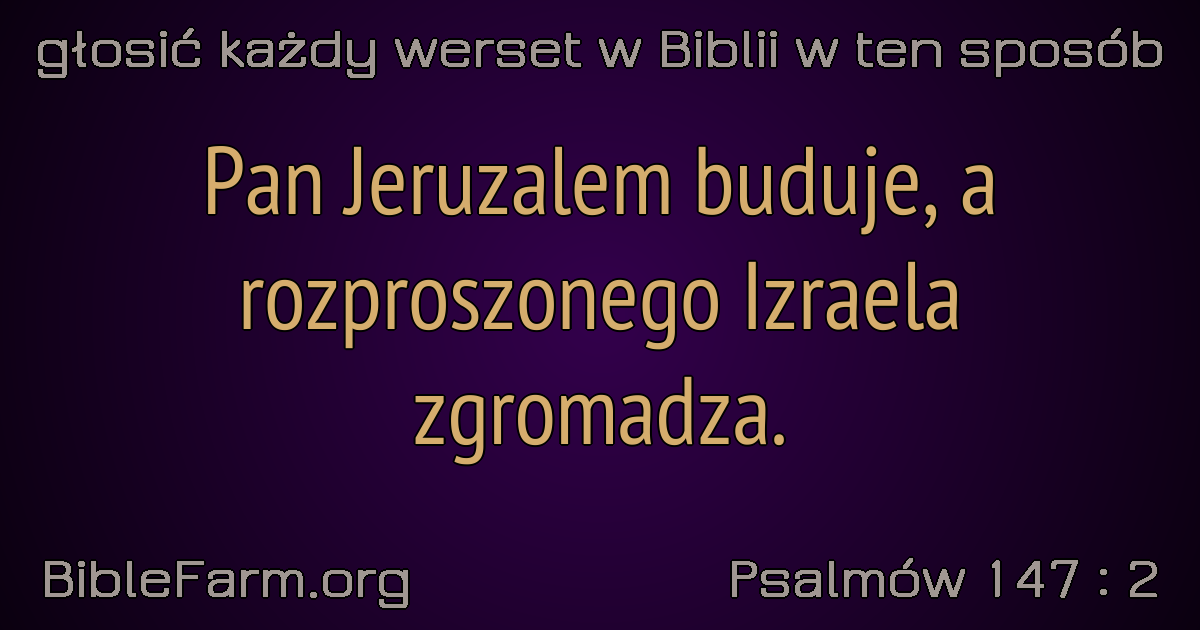 głosić każdy werset w Biblii w ten sposób
Pan Jeruzalem buduje, a
rozproszonego Izraela
zgromadza.
BibleFarm.org
Psalmów 147 : 2